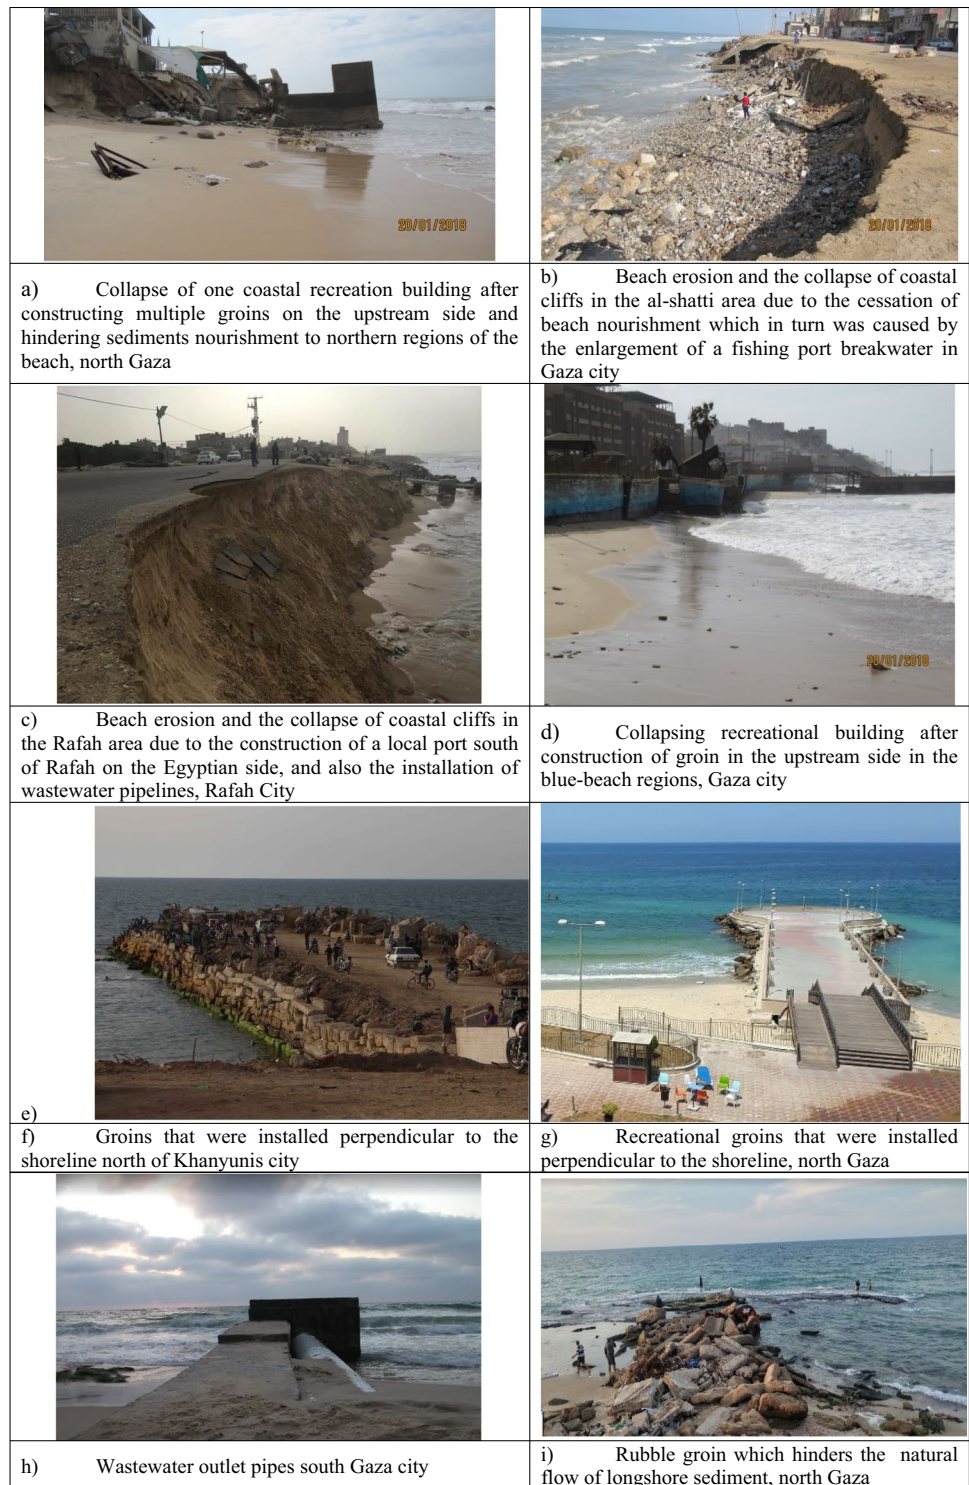 20/01/2018
20/01/2018
a) Collapse of one coastal recreation building after
constructing multiple groins on the upstream side and
hindering sediments nourishment to northern regions of the
beach, north Gaza
b) Beach erosion and the collapse of coastal
cliffs in the al-shatti area due to the cessation of
beach nourishment which in turn was caused by
the enlargement of a fishing port breakwater in
Gaza city
20/01/2018
c) Beach erosion and the collapse of coastal cliffs in
the Rafah area due to the construction of a local port south
of Rafah on the Egyptian side, and also the installation of
wastewater pipelines, Rafah City
d) Collapsing recreational building after
construction of groin in the upstream side in the
blue-beach regions, Gaza city
e)
f) Groins that were installed perpendicular to the
shoreline north of Khanyunis city
g) Recreational groins that were installed
perpendicular to the shoreline, north Gaza
h) Wastewater outlet pipes south Gaza city
i) Rubble groin which hinders the natural
flow of longshore sediment, north Gaza